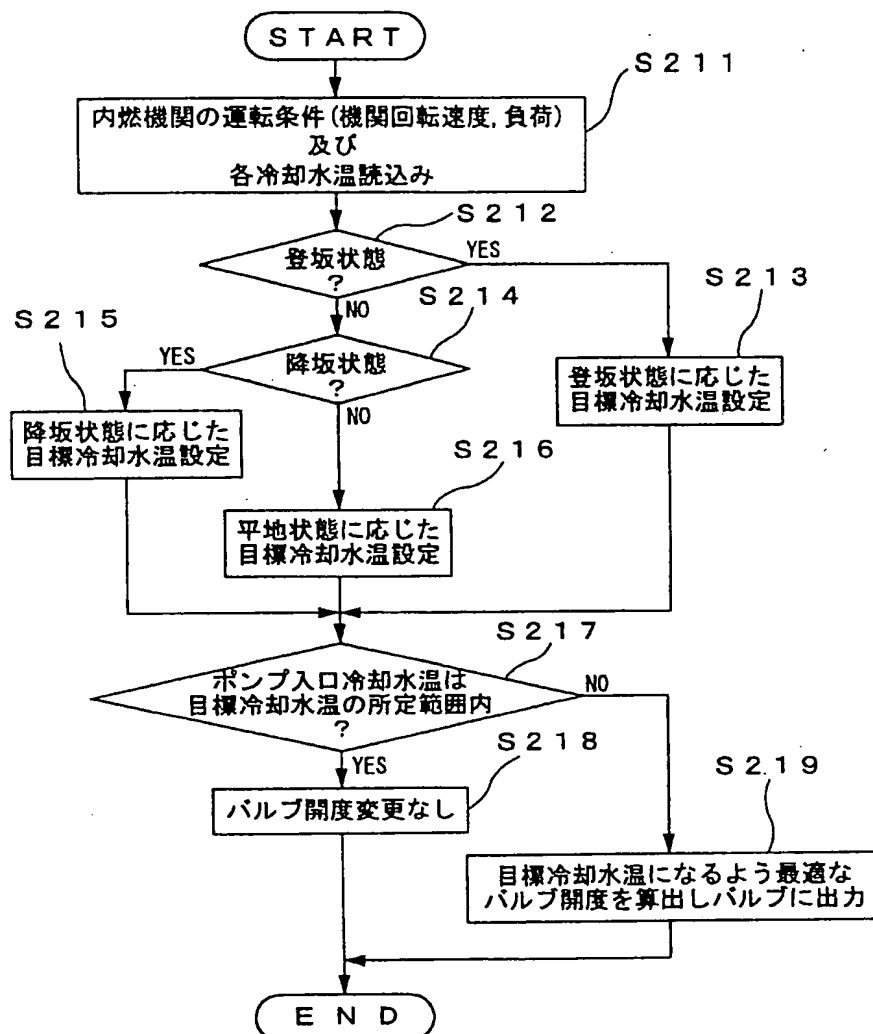 START
S211
内燃機関の運転条件(機関回転速度,負荷)
及び
各冷却水温読込み
S212
登坂状態
?
YES
NO
S213
登坂状態に応じた
目標冷却水温設定
S214
降坂状態
?
YES
NO
S215
降坂状態に応じた
目標冷却水温設定
S216
平地状態に応じた
目標冷却水温設定
S217
ポンプ入口冷却水温は
目標冷却水温の所定範囲内
?
NO
YES
S218
バルブ開度変更なし
S219
目標冷却水温になるよう最適な
バルブ開度を算出しバルブに出力
END